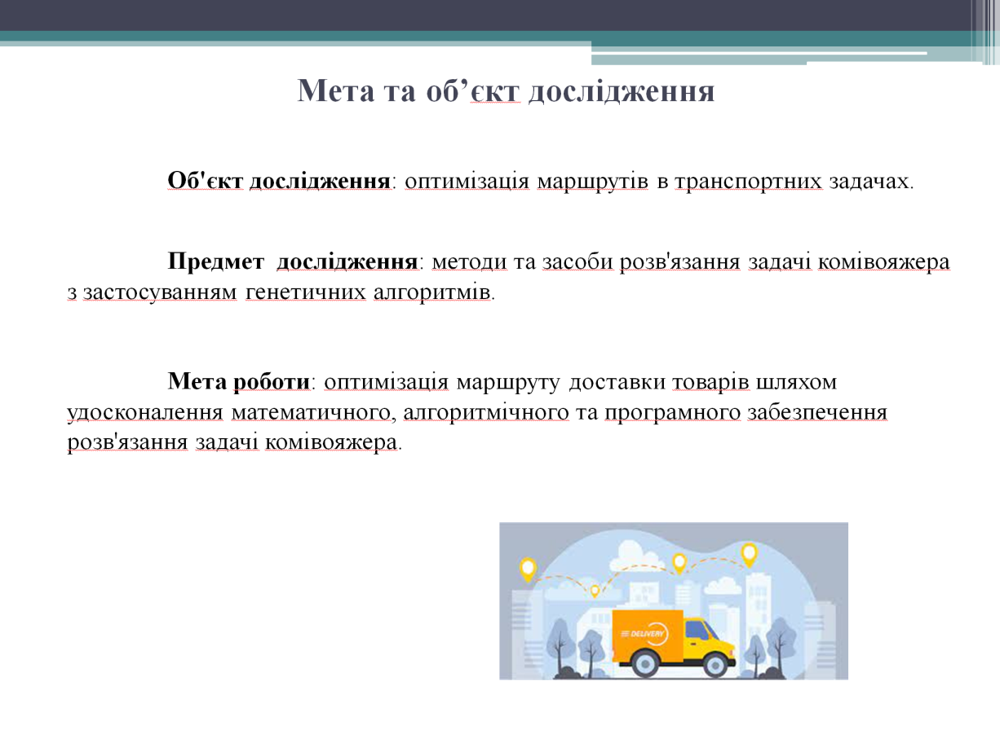 Мета та об’єкт дослідження
Об'єкт дослідження: оптимізація маршрутів в транспортних задачах.
Предмет  дослідження: методи та засоби розв'язання задачі комівояжера
з застосуванням генетичних алгоритмів.
Мета роботи: оптимізація маршруту доставки товарів шляхом
удосконалення математичного, алгоритмічного та програмного забезпечення
розв'язання задачі комівояжера.
DELIVERY